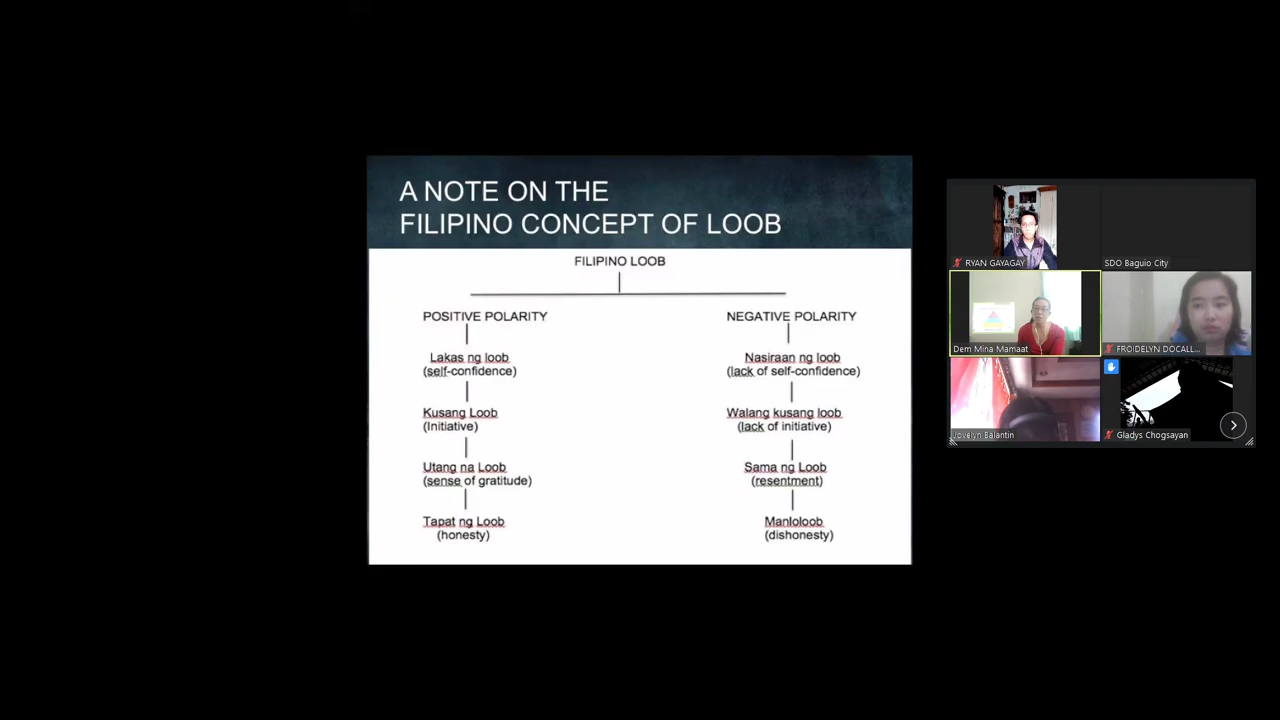 A NOTE ON THE
FILIPINO CONCEPT OF LOOB
FILIPINO LOOB
POSITIVE POLARITY
Lakas ng loob
(self-confidence)
Kusang Loob
(Initiative)
Utang na Loob
(sense of gratitude)
Tapat ng Loob
(honesty)
NEGATIVE POLARITY
Nasiraan ng loob
(lack of self-confidence)
Walang kusang loob
(lack of initiative)
Sama ng Loob
(resentment)
Manloloob
(dishonesty)
RYAN GAYAGAY
SDO Baguio City
Dem Mina Mamaat
FROIDELYN DOCALL...
Jovelyn Balantin
Gladys Chogsayan